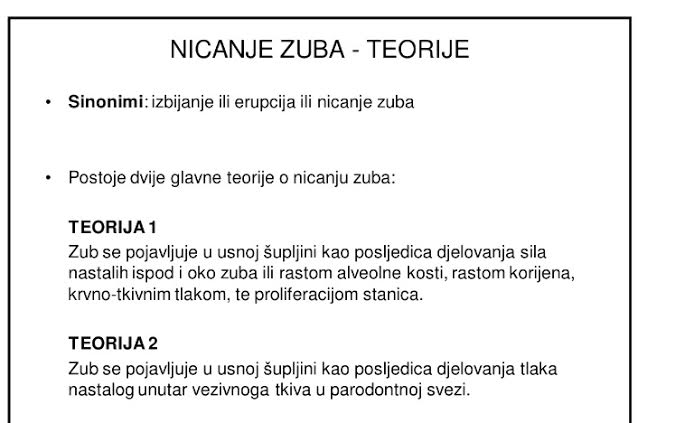 NICANJE ZUBA - TEORIJE
• Sinonimi: izbijanje ili erupcija ili nicanje zuba
• Postoje dvije glavne teorije o nicanju zuba:
TEORIJA 1
Zub se pojavljuje u usnoj šupljini kao posljedica djelovanja sila
nastalih ispod i oko zuba ili rastom alveolne kosti, rastom korijena,
krvno-tkivnim tlakom, te proliferacijom stanica.
TEORIJA 2
Zub se pojavljuje u usnoj šupljini kao posljedica djelovanja tlaka
nastalog unutar vezivnoga tkiva u parodontnoj svezi.